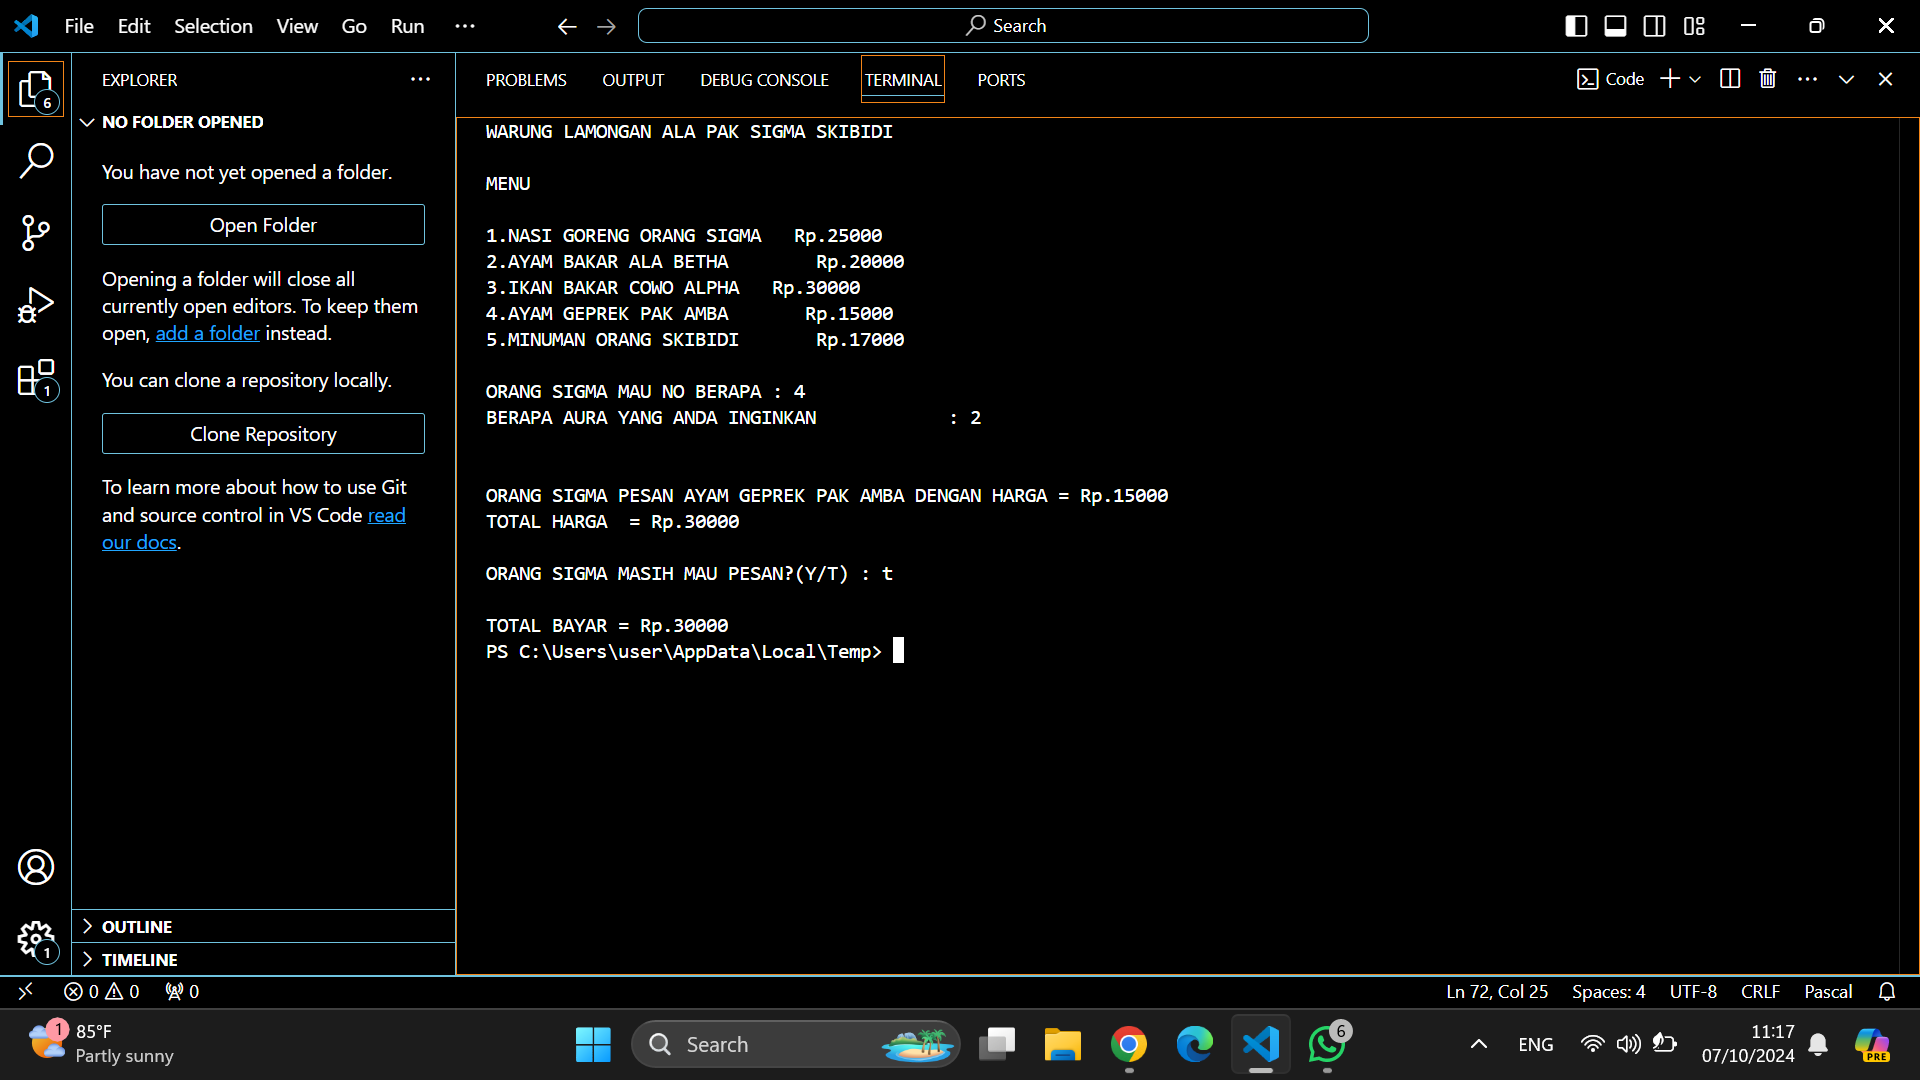 File Edit Selection View Go Run ··· Search
EXPLORER
6
NO FOLDER OPENED
You have not yet opened a folder.
Open Folder
Opening a folder will close all
currently open editors. To keep them
open, add a folder instead.
You can clone a repository locally.
1
Clone Repository
To learn more about how to use Git
and source control in VS Code read
our docs.
OUTLINE
1
TIMELINE
PROBLEMS OUTPUT DEBUG CONSOLE TERMINAL PORTS Code
WARUNG LAMONGAN ALA PAK SIGMA SKIBIDI
MENU
1.NASI GORENG ORANG SIGMA Rp.25000
2.AYAM BAKAR ALA BETHA Rp.20000
3.IKAN BAKAR COWO ALPHA Rp.30000
4.AYAM GEPREK PAK AMBA Rp.15000
5.MINUMAN ORANG SKIBIDI Rp.17000
ORANG SIGMA MAU NO BERAPA : 4
BERAPA AURA YANG ANDA INGINKAN : 2
ORANG SIGMA PESAN AYAM GEPREK PAK AMBA DENGAN HARGA = Rp.15000
TOTAL HARGA = Rp.30000
ORANG SIGMA MASIH MAU PESAN?(Y/T) : t
TOTAL BAYAR = Rp.30000
PS C:\Users\user\AppData\Local\Temp>
0 0 0 Ln 72, Col 25 Spaces: 4 UTF-8 CRLF Pascal
1 85°F
Partly sunny
Search
6
ENG
11:17
07/10/2024
PRE